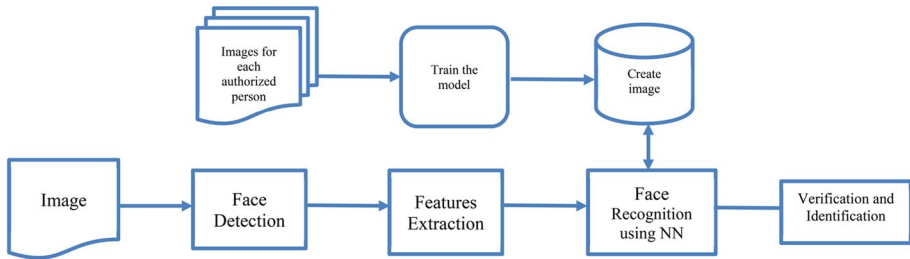 Images for
each
authorized
person
Train the
model
Create
image
Image
Face
Detection
Features
Extraction
Face
Recognition
using NN
Verification and
Identification